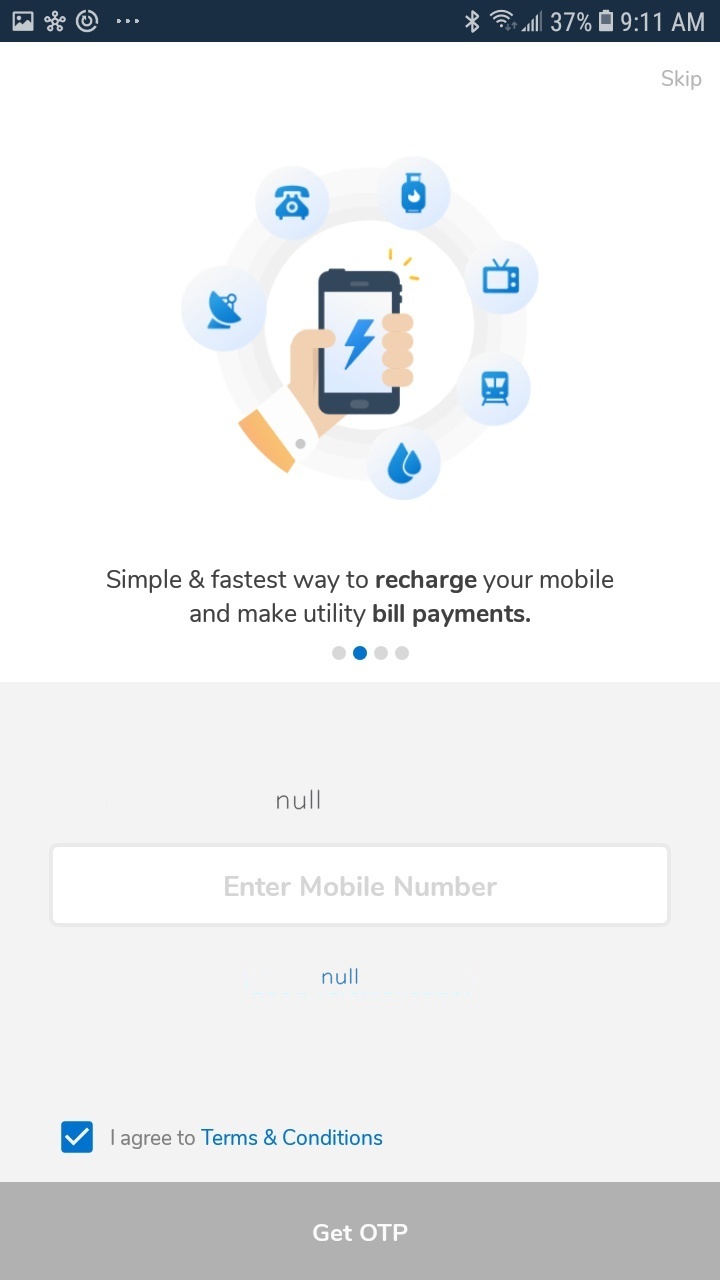 37% 9:11 AM
Skip
Simple & fastest way to recharge your mobile
and make utility bill payments.
null
Enter Mobile Number
null
I agree to Terms & Conditions
Get OTP